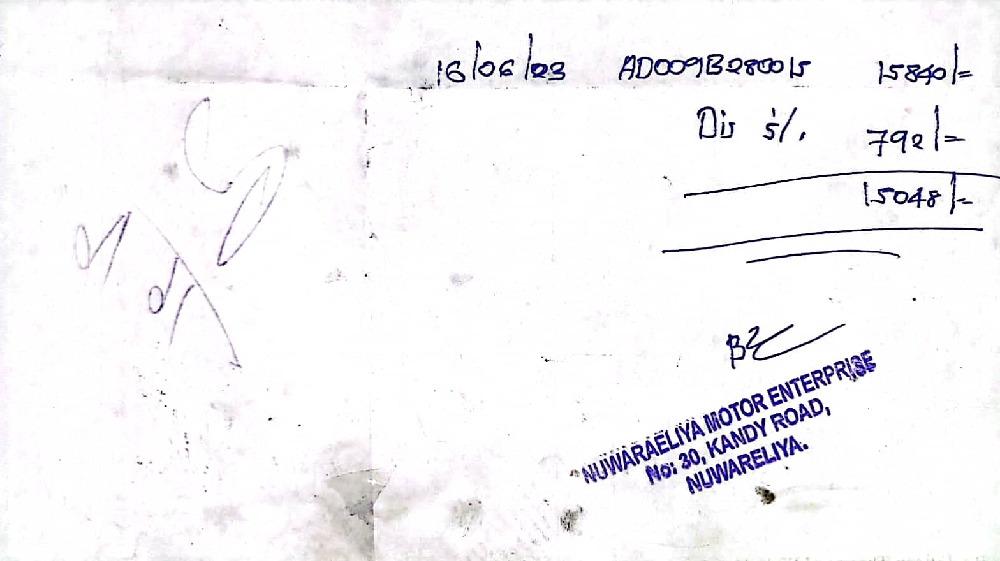 16/06/23 AD009B280015 15840/=
Dis 5/. 792/=
15048/=
NUWARAELIYA MOTOR ENTERPRISE
No: 30, KANDY ROAD,
NUWARELIYA.